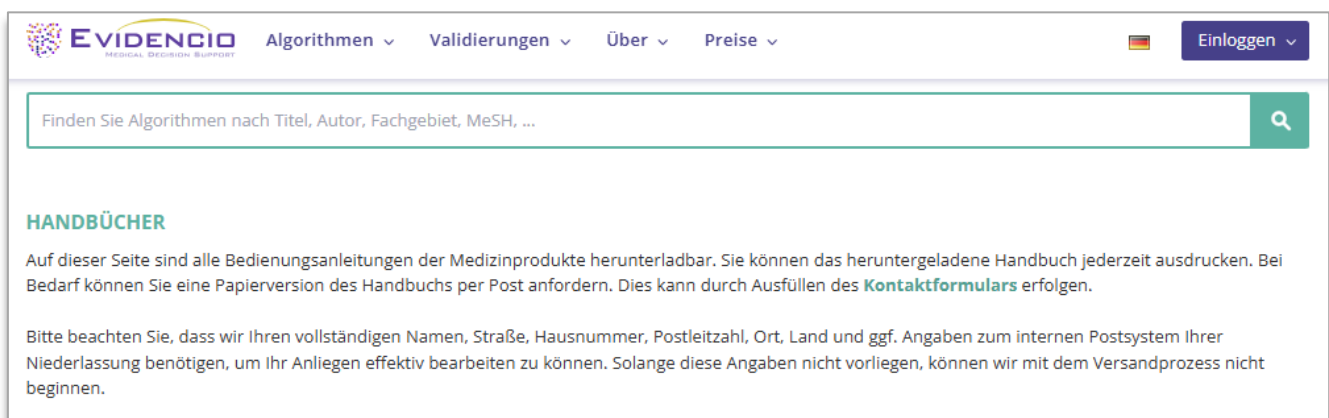 EVIDENCIO
MEDICAL DECISION SUPPORT
Algorithmen
Validierungen
Über
Preise
Einloggen
Finden Sie Algorithmen nach Titel, Autor, Fachgebiet, MeSH, ...
HANDBÜCHER
Auf dieser Seite sind alle Bedienungsanleitungen der Medizinprodukte herunterladbar. Sie können das heruntergeladene Handbuch jederzeit ausdrucken. Bei
Bedarf können Sie eine Papierversion des Handbuchs per Post anfordern. Dies kann durch Ausfüllen des Kontaktformulars erfolgen.
Bitte beachten Sie, dass wir Ihren vollständigen Namen, Straße, Hausnummer, Postleitzahl, Ort, Land und ggf. Angaben zum internen Postsystem Ihrer
Niederlassung benötigen, um Ihr Anliegen effektiv bearbeiten zu können. Solange diese Angaben nicht vorliegen, können wir mit dem Versandprozess nicht
beginnen.